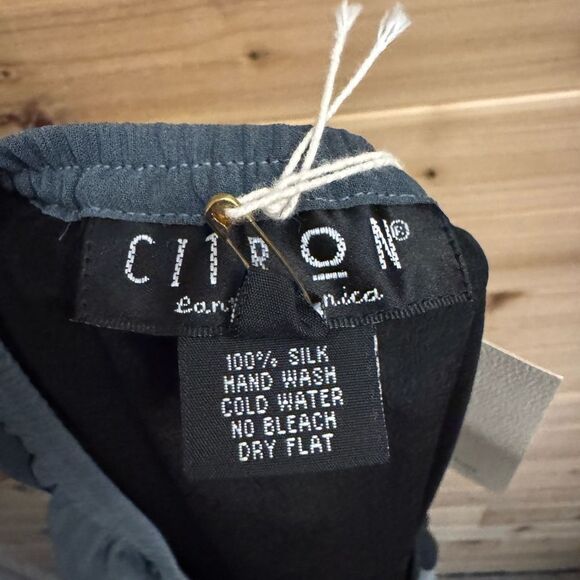 CITRON®
100% SILK
HAND WASH
COLD WATER
NO BLEACH
DRY FLAT